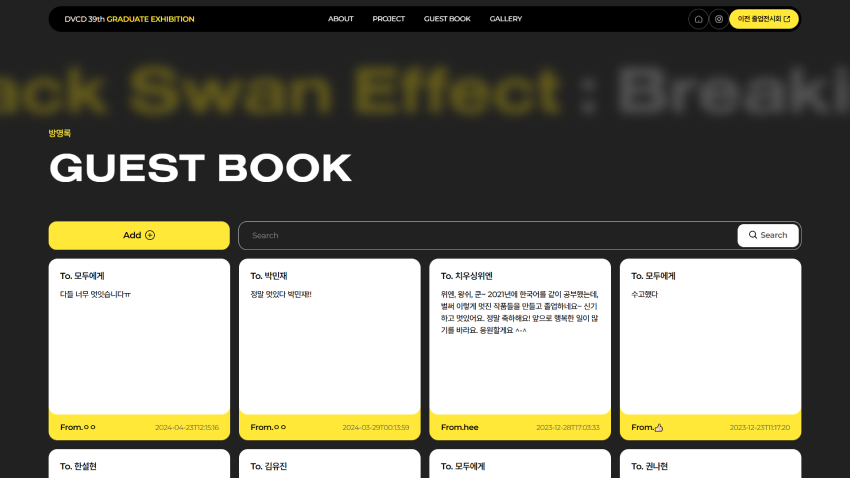 DVCD 39th GRADUATE EXHIBITION ABOUT PROJECT GUEST BOOK GALLERY 이전 졸업전시회
ack Swan Effect : Breaki
방명록
GUEST BOOK
Add Search Search
To. 모두에게
다들 너무 멋잇습니다ㅠ
From.ㅇㅇ 2024-04-23T12:15:16
To. 박민재
정말 멋있다 박민재!!
From.ㅇㅇ 2024-03-29T00:13:59
To. 치우싱위엔
위엔, 왕쉬, 쿤~ 2021년에 한국어를 같이 공부했는데,
벌써 이렇게 멋진 작품들을 만들고 졸업하네요~ 신기
하고 멋있어요. 정말 축하해요! 앞으로 행복한 일이 많
기를 바라요. 응원할게요 ^-^
From.hee 2023-12-28T17:03:33
To. 모두에게
수고했다
From.👍 2023-12-23T11:17:20
To. 한설현
To. 김유진
To. 모두에게
To. 권나현